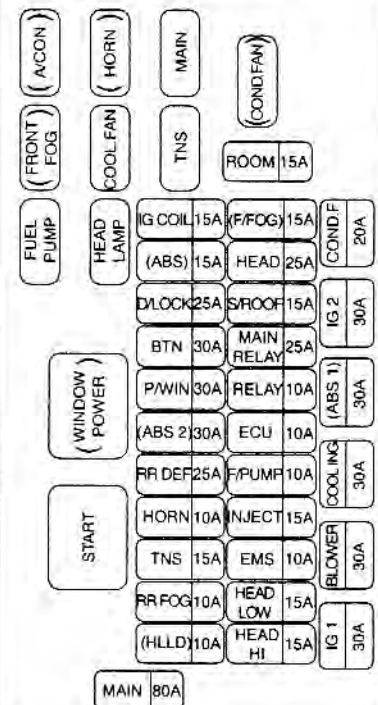 (A/CON)
(HORN)
MAIN
(COND.FAN)
(FRONT
FOG)
COOL.FAN
TNS
ROOM 15A
FUEL
PUMP
HEAD
LAMP
IG COIL 15A (F/FOG) 15A
COND.F 20A
(ABS) 15A HEAD 25A
D/LOCK 25A S/ROOF 15A
IG 2 30A
BTN 30A MAIN
RELAY 25A
(WINDOW)
POWER
P/WIN 30A RELAY 10A
(ABS 1) 30A
(ABS 2) 30A ECU 10A
RR DEF 25A F/PUMP 10A
COOLING 30A
START
HORN 10A INJECT 15A
TNS 15A EMS 10A
BLOWER 30A
RR FOG 10A HEAD
LOW 15A
(HLLD) 10A HEAD
HI 15A
IG 1 30A
MAIN 80A